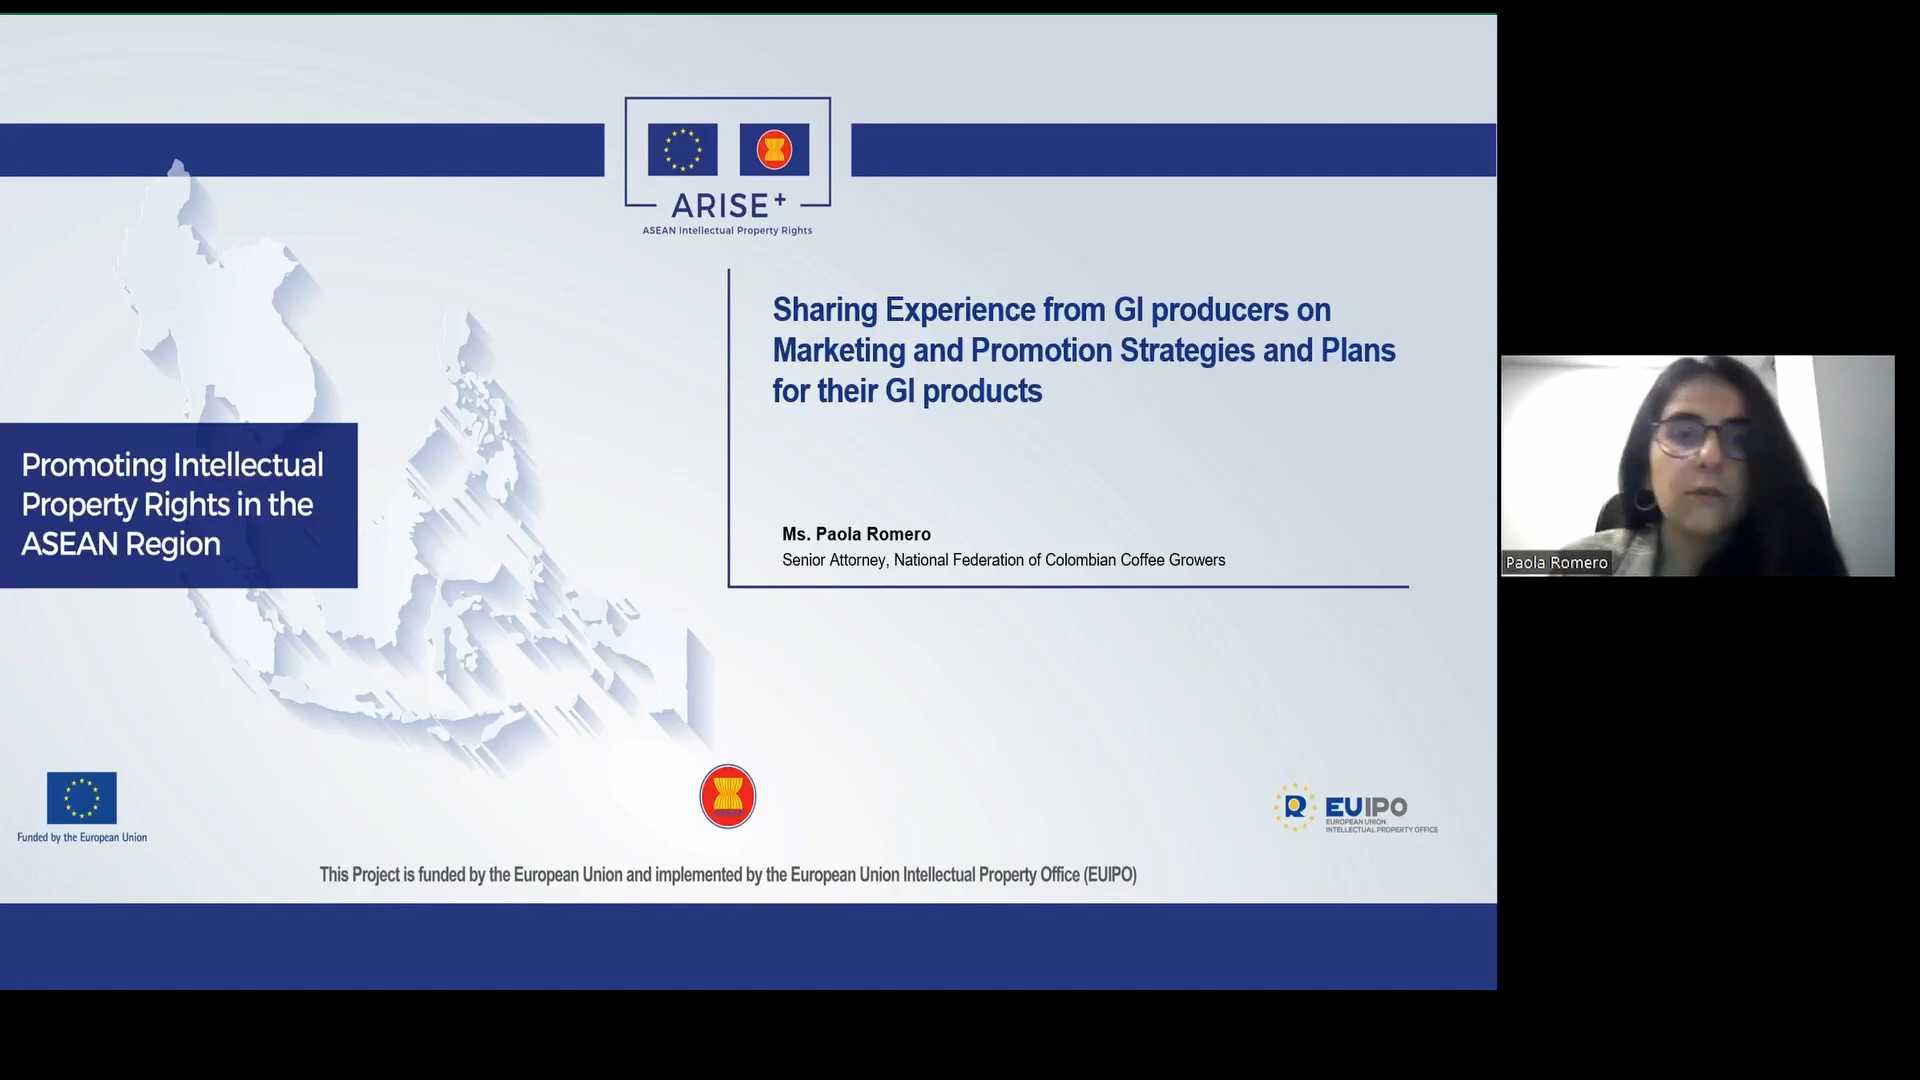 ARISE+
ASEAN Intellectual Property Rights
Sharing Experience from GI producers on
Marketing and Promotion Strategies and Plans
for their GI products
Promoting Intellectual
Property Rights in the
ASEAN Region
Ms. Paola Romero
Senior Attorney, National Federation of Colombian Coffee Growers
Paola Romero
Funded by the European Union
EUIPO
EUROPEAN UNION
INTELLECTUAL PROPERTY OFFICE
This Project is funded by the European Union and implemented by the European Union Intellectual Property Office (EUIPO)